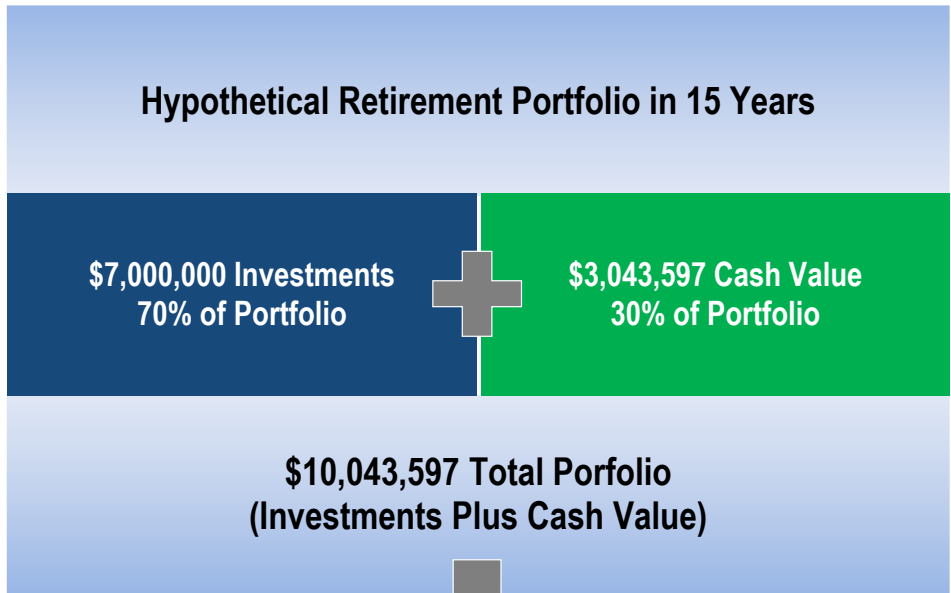 Hypothetical Retirement Portfolio in 15 Years
$7,000,000 Investments
70% of Portfolio
$3,043,597 Cash Value
30% of Portfolio
$10,043,597 Total Porfolio
(Investments Plus Cash Value)